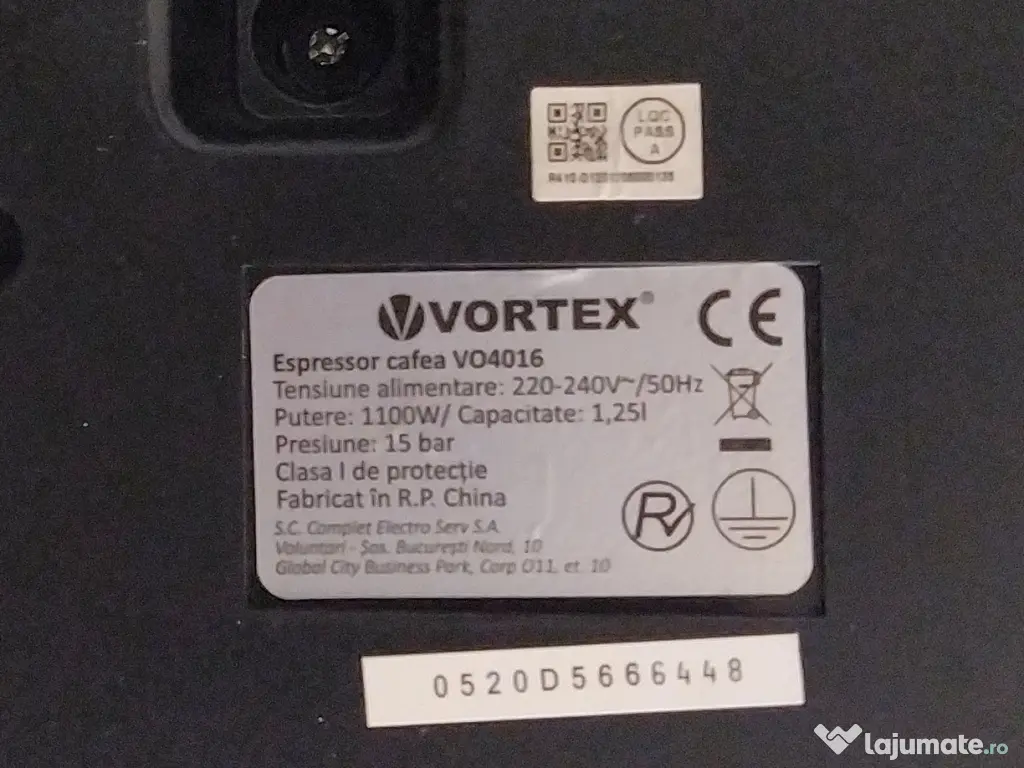 LQC
PASS
A
VORTEX®
CE
Espressor cafea VO4016
Tensiune alimentare: 220-240V~/50Hz
Putere: 1100W/ Capacitate: 1,25l
Presiune: 15 bar
Clasa I de protecție
Fabricat în R.P. China
S.C. Complet Electro Serv S.A.
Voluntari - Șos. București Nord, 10
Global City Business Park, Corp O11, et. 10
0520D5666448
lajumate.ro